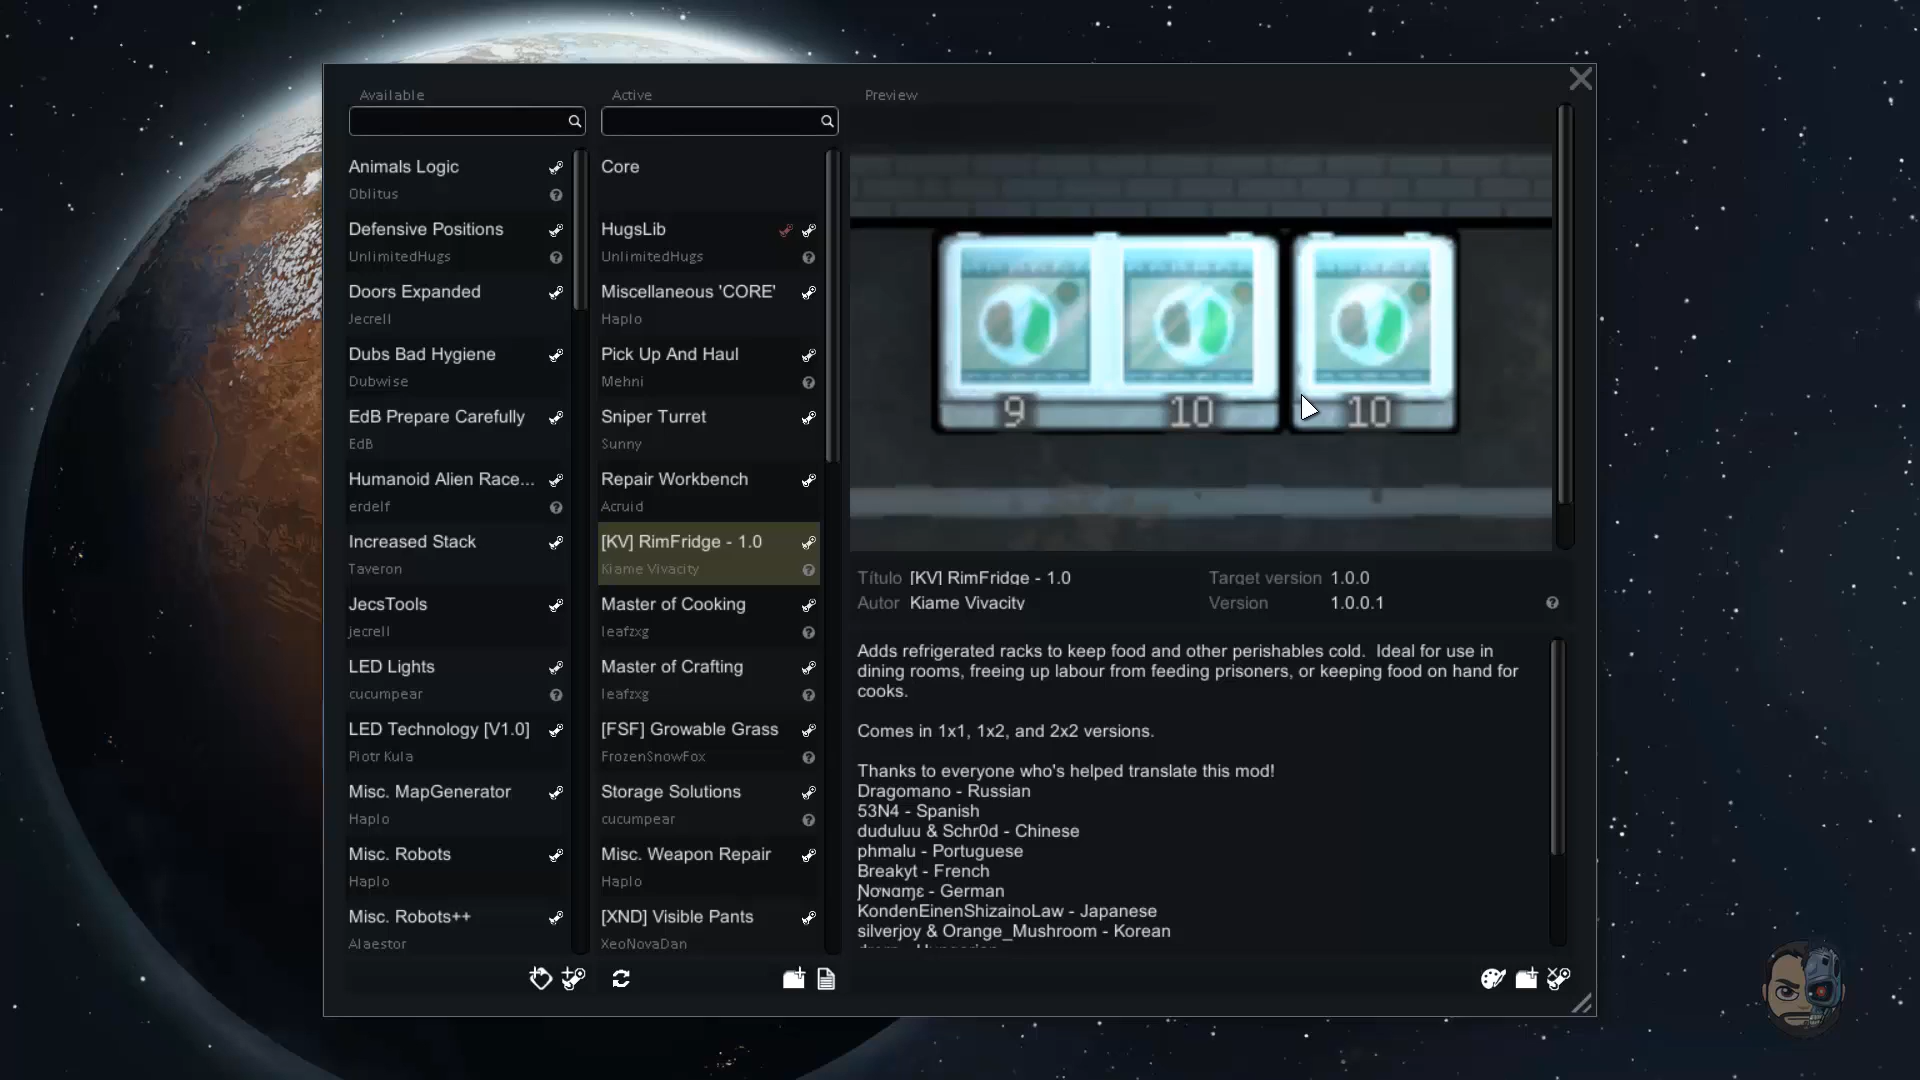 Available
Active
Preview
Animals Logic
Oblitus
Defensive Positions
UnlimitedHugs
Doors Expanded
Jecrell
Dubs Bad Hygiene
Dubwise
EdB Prepare Carefully
EdB
Humanoid Alien Race...
erdelf
Increased Stack
Taveron
JecsTools
jecrell
LED Lights
cucumpear
LED Technology [V1.0]
Piotr Kula
Misc. MapGenerator
Haplo
Misc. Robots
Haplo
Misc. Robots++
Alaestor
Core
HugsLib
UnlimitedHugs
Miscellaneous 'CORE'
Haplo
Pick Up And Haul
Mehni
Sniper Turret
Sunny
Repair Workbench
Acruid
[KV] RimFridge - 1.0
Kiame Vivacity
Master of Cooking
leafzxg
Master of Crafting
leafzxg
[FSF] Growable Grass
FrozenSnowFox
Storage Solutions
cucumpear
Misc. Weapon Repair
Haplo
[XND] Visible Pants
XeoNovaDan
9 10 10
Título [KV] RimFridge - 1.0 Target version 1.0.0
Autor Kiame Vivacity Version 1.0.0.1
Adds refrigerated racks to keep food and other perishables cold. Ideal for use in
dining rooms, freeing up labour from feeding prisoners, or keeping food on hand for
cooks.
Comes in 1x1, 1x2, and 2x2 versions.
Thanks to everyone who's helped translate this mod!
Dragomano - Russian
53N4 - Spanish
duduluu & Schr0d - Chinese
phmalu - Portuguese
Breakyt - French
Ɲơɴɑɱɛ - German
KondenEinenShizainoLaw - Japanese
silverjoy & Orange_Mushroom - Korean